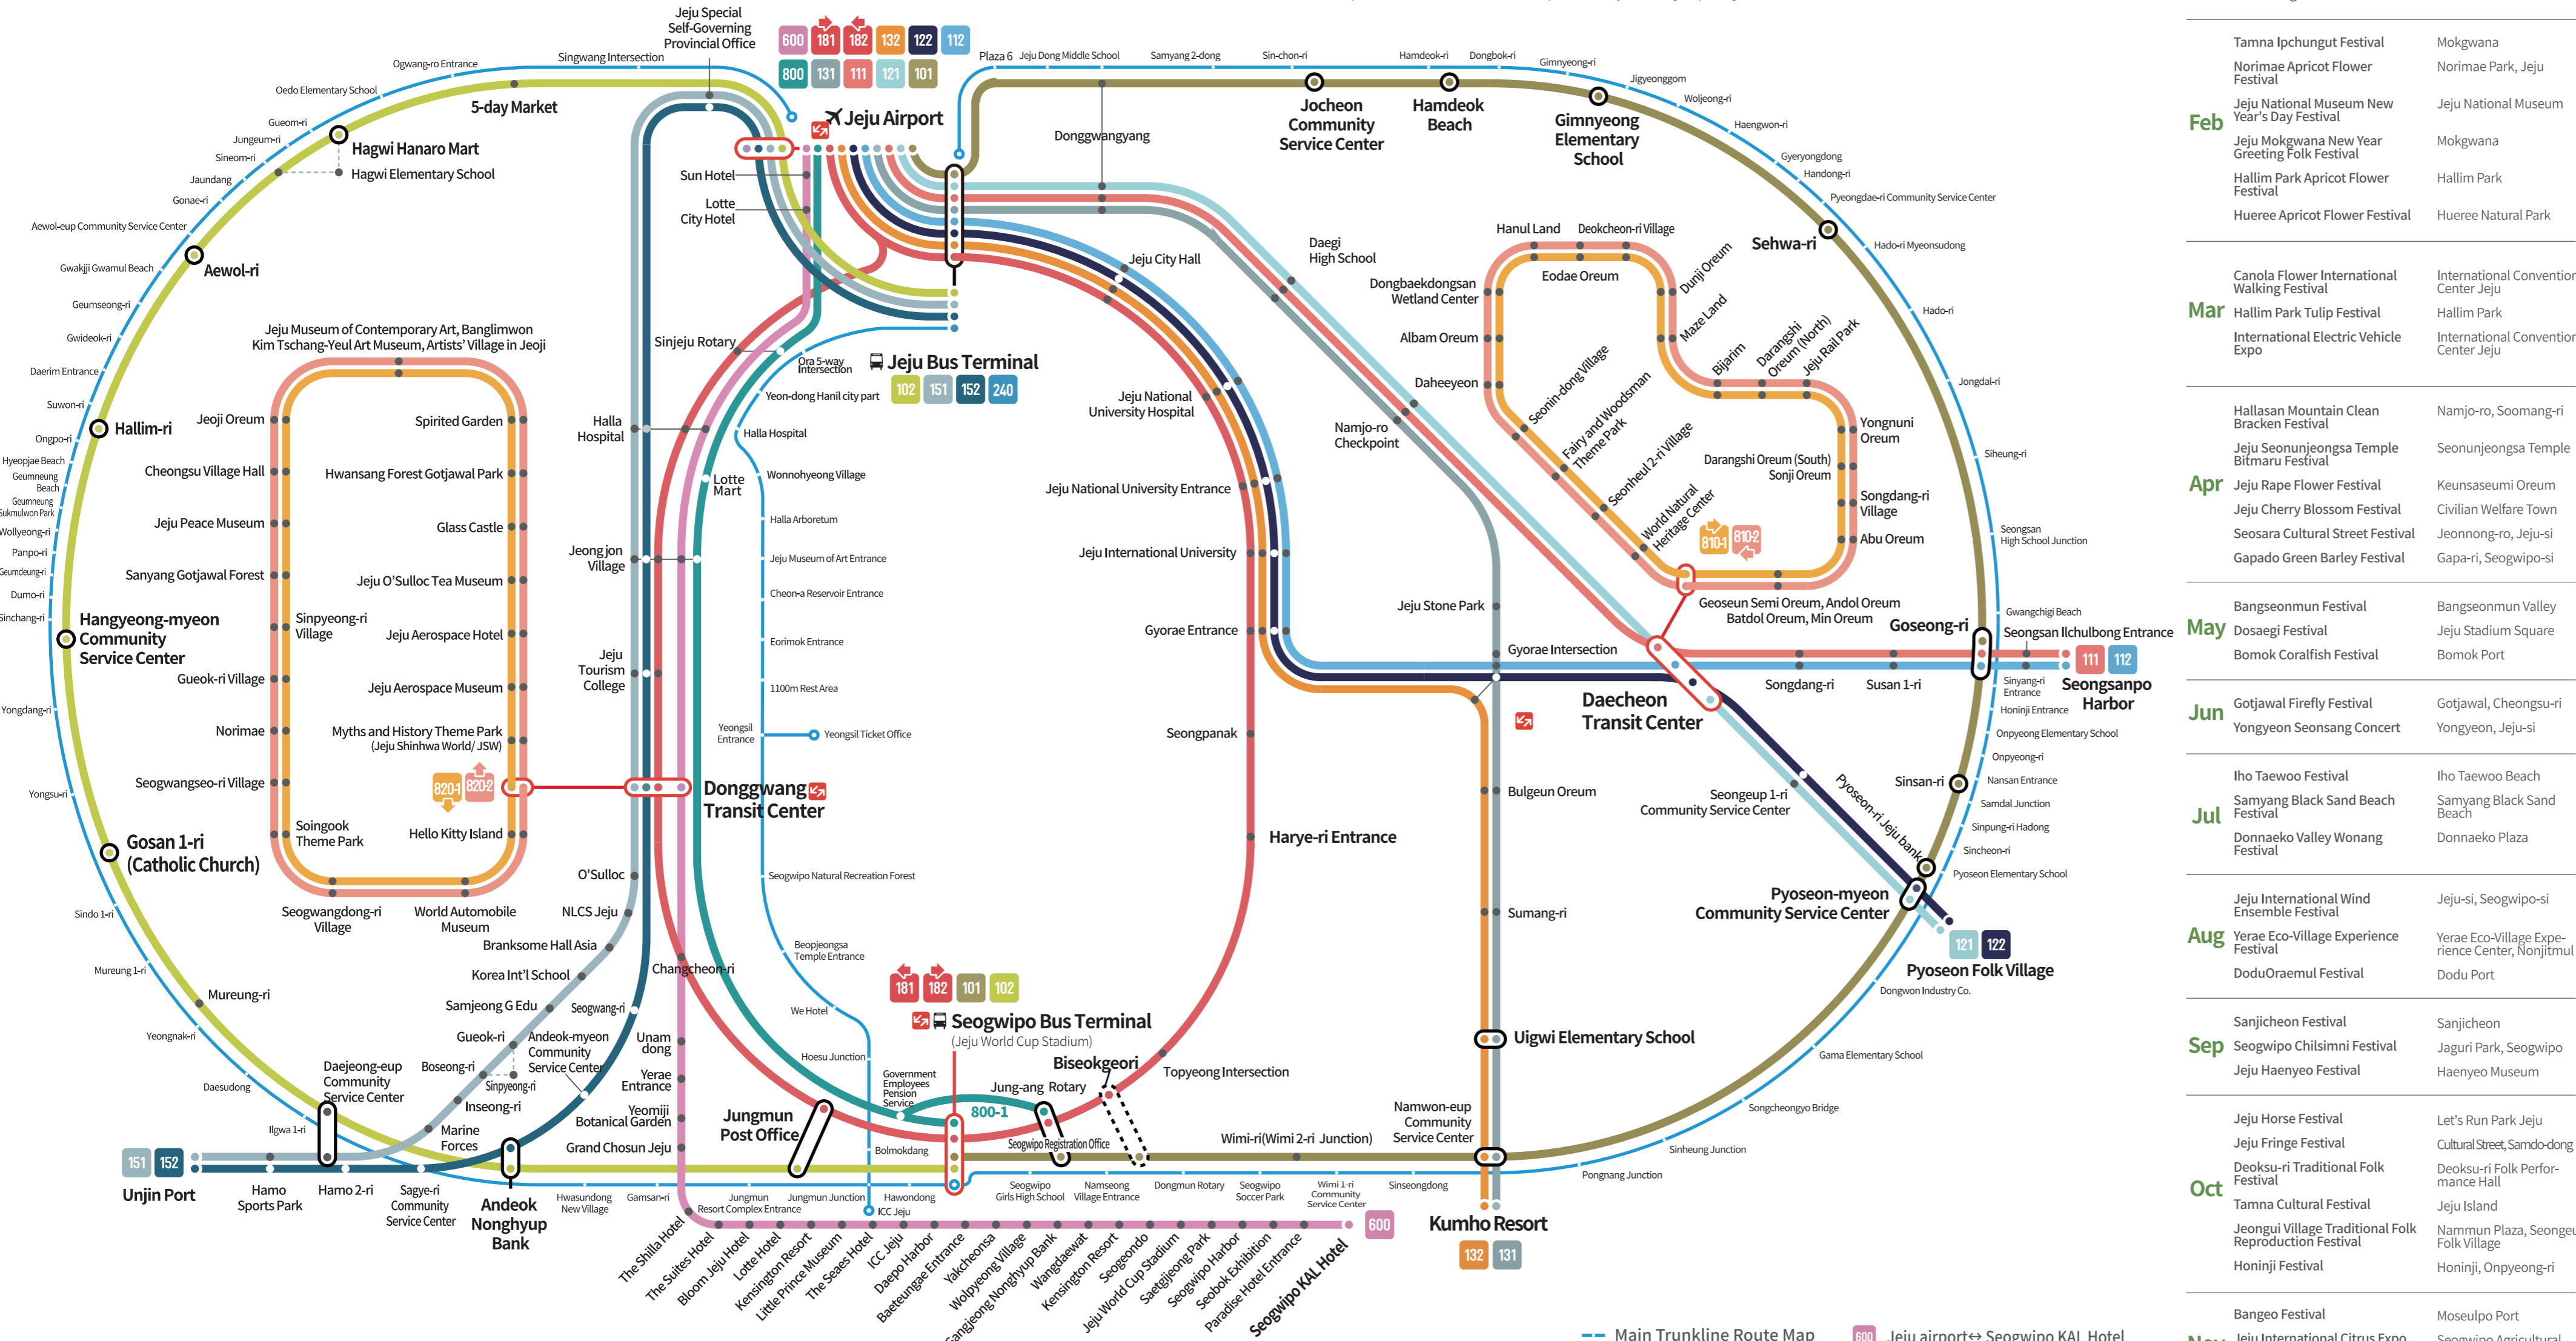 Jeju Special
Self-Governing
Provincial Office
600 181 182 132 122 112
800 131 111 121 101
Jeju Airport
Singwang Intersection
Ogwang-ro Entrance
Oedo Elementary School
5-day Market
Gueom-ri
Jungeum-ri
Sineom-ri
Hagwi Hanaro Mart
Hagwi Elementary School
Jaundang
Gonae-ri
Aewol-eup Community Service Center
Aewol-ri
Gwakjji Gwamul Beach
Geumseong-ri
Gwideok-ri
Daerim Entrance
Suwon-ri
Hallim-ri
Ongpo-ri
Hyeopjae Beach
Geumneung
Beach
Geumneung
Sukmulwon Park
Wollyeong-ri
Panpo-ri
Geumdeung-ri
Dumo-ri
Sinchang-ri
Hangyeong-myeon
Community
Service Center
Yongdang-ri
Yongsu-ri
Gosan 1-ri
(Catholic Church)
Sindo 1-ri
Mureung 1-ri
Mureung-ri
Yeongnak-ri
Daesudong
Ilgwa 1-ri
Daejeong-eup
Community
Service Center
151 152
Unjin Port
Hamo
Sports Park
Hamo 2-ri
Sagye-ri
Community
Service Center
Andeok
Nonghyup
Bank
Jeju Museum of Contemporary Art, Banglimwon
Kim Tschang-Yeul Art Museum, Artists' Village in Jeoji
Jeoji Oreum
Cheongsu Village Hall
Jeju Peace Museum
Sanyang Gotjawal Forest
Sinpyeong-ri
Village
Gueok-ri Village
Norimae
Seogwangseo-ri Village
Soingook
Theme Park
Seogwangdong-ri
Village
World Automobile
Museum
Spirited Garden
Hwansang Forest Gotjawal Park
Glass Castle
Jeju O'Sulloc Tea Museum
Jeju Aerospace Hotel
Jeju Aerospace Museum
Myths and History Theme Park
(Jeju Shinhwa World/ JSW)
820-1 820-2
Hello Kitty Island
Sun Hotel
Lotte
City Hotel
Sinjeju Rotary
Halla
Hospital
Lotte
Mart
Jeong jon
Village
Jeju
Tourism
College
Donggwang
Transit Center
O'Sulloc
NLCS Jeju
Branksome Hall Asia
Korea Int'l School
Samjeong G Edu
Seogwang-ri
Gueok-ri
Andeok-myeon
Community
Service Center
Boseong-ri
Sinpyeong-ri
Inseong-ri
Marine
Forces
Changcheon-ri
Unam
dong
Yerae
Entrance
Yeomiji
Botanical Garden
Grand Chosun Jeju
Jeju Bus Terminal
102 151 152 240
Ora 5-way
Intersection
Yeon-dong Hanil city part
Halla Hospital
Wonnohyeong Village
Halla Arboretum
Jeju Museum of Art Entrance
Cheon-a Reservoir Entrance
Eorimok Entrance
1100m Rest Area
Yeongsil
Entrance
Yeongsil Ticket Office
Seogwipo Natural Recreation Forest
Beopjeongsa
Temple Entrance
We Hotel
Hoesu Junction
Bolmokdang
Government
Employees
Pension
Service
181 182 101 102
Seogwipo Bus Terminal
(Jeju World Cup Stadium)
Jungmun
Post Office
800-1
Jung-ang Rotary
Seogwipo Registration Office
Biseokgeori
Topyeong Intersection
Hwasundong
New Village
Gamsan-ri
Jungmun
Resort Complex Entrance
Jungmun Junction
ICC Jeju
Hawondong
Seogwipo
Girls High School
Namseong
Village Entrance
Dongmun Rotary
Seogwipo
Soccer Park
Wimi 1-ri
Community
Service Center
Sinseongdong
Wimi-ri(Wimi 2-ri Junction)
The Shilla Hotel
The Suites Hotel
Bloom Jeju Hotel
Lotte Hotel
Kensington Resort
Little Prince Museum
The Seaes Hotel
ICC Jeju
Daepo Harbor
Baeteungae Entrance
Yakcheonsa
Wolpyeong Village
Gangjeong Nonghyup Bank
Wangdaewat
Kensington Resort
Seogeondo
Jeju World Cup Stadium
Saetgijeong Park
Seogwipo Harbor
Seobok Exhibition
Paradise Hotel Entrance
Seogwipo KAL Hotel
600
Plaza 6
Jeju Dong Middle School
Samyang 2-dong
Sin-chon-ri
Hamdeok-ri
Dongbok-ri
Gimnyeong-ri
Jigyeonggom
Woljeong-ri
Haengwon-ri
Gyeryongdong
Handong-ri
Pyeongdae-ri Community Service Center
Hado-ri Myeonsudong
Hado-ri
Jongdal-ri
Siheung-ri
Seongsan
High School Junction
Gwangchigi Beach
Seongsan Ilchulbong Entrance
Donggwangyang
Jocheon
Community
Service Center
Hamdeok
Beach
Gimnyeong
Elementary
School
Sehwa-ri
Goseong-ri
111 112
Seongsanpo
Harbor
Sinyang-ri
Entrance
Honinji Entrance
Onpyeong Elementary School
Onpyeong-ri
Nansan Entrance
Sinsan-ri
Samdal Junction
Sinpung-ri Hadong
Sincheon-ri
Pyoseon Elementary School
Jeju City Hall
Daegi
High School
Jeju National
University Hospital
Namjo-ro
Checkpoint
Jeju National University Entrance
Jeju International University
Gyorae Entrance
Seongpanak
Harye-ri Entrance
Jeju Stone Park
Gyorae Intersection
Bulgeun Oreum
Sumang-ri
Uigwi Elementary School
Namwon-eup
Community
Service Center
Kumho Resort
132 131
Hanul Land
Deokcheon-ri Village
Eodae Oreum
Dunji Oreum
Maze Land
Bijarim
Darangshi
Oreum (North)
Jeju Rail Park
Dongbaekdongsan
Wetland Center
Albam Oreum
Daheeyeon
Seonin-dong Village
Fairy and Woodsman
Theme Park
Seonheul 2-ri Village
World Natural
Heritage Center
810-1 810-2
Yongnuni
Oreum
Darangshi Oreum (South)
Sonji Oreum
Songdang-ri
Village
Abu Oreum
Geoseun Semi Oreum, Andol Oreum
Batdol Oreum, Min Oreum
Daecheon
Transit Center
Songdang-ri
Susan 1-ri
Seongeup 1-ri
Community Service Center
Pyoseon-ri Jeju bank
Pyoseon-myeon
Community Service Center
121 122
Pyoseon Folk Village
Dongwon Industry Co.
Gama Elementary School
Songcheongyo Bridge
Sinheung Junction
Pongnang Junction
Main Trunkline Route Map
600 Jeju airport↔ Seogwipo KAL Hotel
Feb
Tamna Ipchungut Festival Mokgwana
Norimae Apricot Flower Norimae Park, Jeju
Festival
Jeju National Museum New Jeju National Museum
Year's Day Festival
Jeju Mokgwana New Year Mokgwana
Greeting Folk Festival
Hallim Park Apricot Flower Hallim Park
Festival
Hueree Apricot Flower Festival Hueree Natural Park
Mar
Canola Flower International International Convention
Walking Festival Center Jeju
Hallim Park Tulip Festival Hallim Park
International Electric Vehicle International Convention
Expo Center Jeju
Apr
Hallasan Mountain Clean Namjo-ro, Soomang-ri
Bracken Festival
Jeju Seonunjeongsa Temple Seonunjeongsa Temple
Bitmaru Festival
Jeju Rape Flower Festival Keunsaseumi Oreum
Jeju Cherry Blossom Festival Civilian Welfare Town
Seosara Cultural Street Festival Jeonnong-ro, Jeju-si
Gapado Green Barley Festival Gapa-ri, Seogwipo-si
May
Bangseonmun Festival Bangseonmun Valley
Dosaegi Festival Jeju Stadium Square
Bomok Coralfish Festival Bomok Port
Jun
Gotjawal Firefly Festival Gotjawal, Cheongsu-ri
Yongyeon Seonsang Concert Yongyeon, Jeju-si
Jul
Iho Taewoo Festival Iho Taewoo Beach
Samyang Black Sand Beach Samyang Black Sand
Festival Beach
Donnaeko Valley Wonang Donnaeko Plaza
Festival
Aug
Jeju International Wind Jeju-si, Seogwipo-si
Ensemble Festival
Yerae Eco-Village Experience Yerae Eco-Village Expe-
Festival rience Center, Nonjitmul
DoduOraemul Festival Dodu Port
Sep
Sanjicheon Festival Sanjicheon
Seogwipo Chilsimni Festival Jaguri Park, Seogwipo
Jeju Haenyeo Festival Haenyeo Museum
Oct
Jeju Horse Festival Let's Run Park Jeju
Jeju Fringe Festival Cultural Street, Samdo-dong
Deoksu-ri Traditional Folk Deoksu-ri Folk Perfor-
Festival mance Hall
Tamna Cultural Festival Jeju Island
Jeongui Village Traditional Folk Nammun Plaza, Seongeu
Reproduction Festival Folk Village
Honinji Festival Honinji, Onpyeong-ri
Bangeo Festival Moseulpo Port
Jeju International Citrus Expo Seogwipo Agricultural